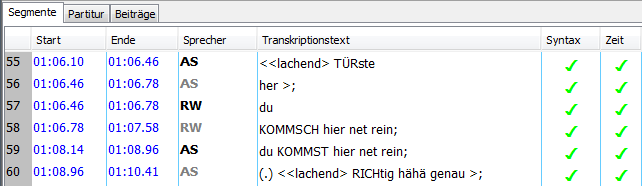 Segmente Partitur Beiträge
Start Ende Sprecher Transkriptionstext Syntax Zeit
55 01:06.10 01:06.46 AS <<lachend> TÜRste
56 01:06.46 01:06.78 AS her >;
57 01:06.46 01:06.78 RW du
58 01:06.78 01:07.58 RW KOMMSCH hier net rein;
59 01:08.14 01:08.96 AS du KOMMST hier net rein;
60 01:08.96 01:10.41 AS (.) <<lachend> RICHtig hähä genau >;